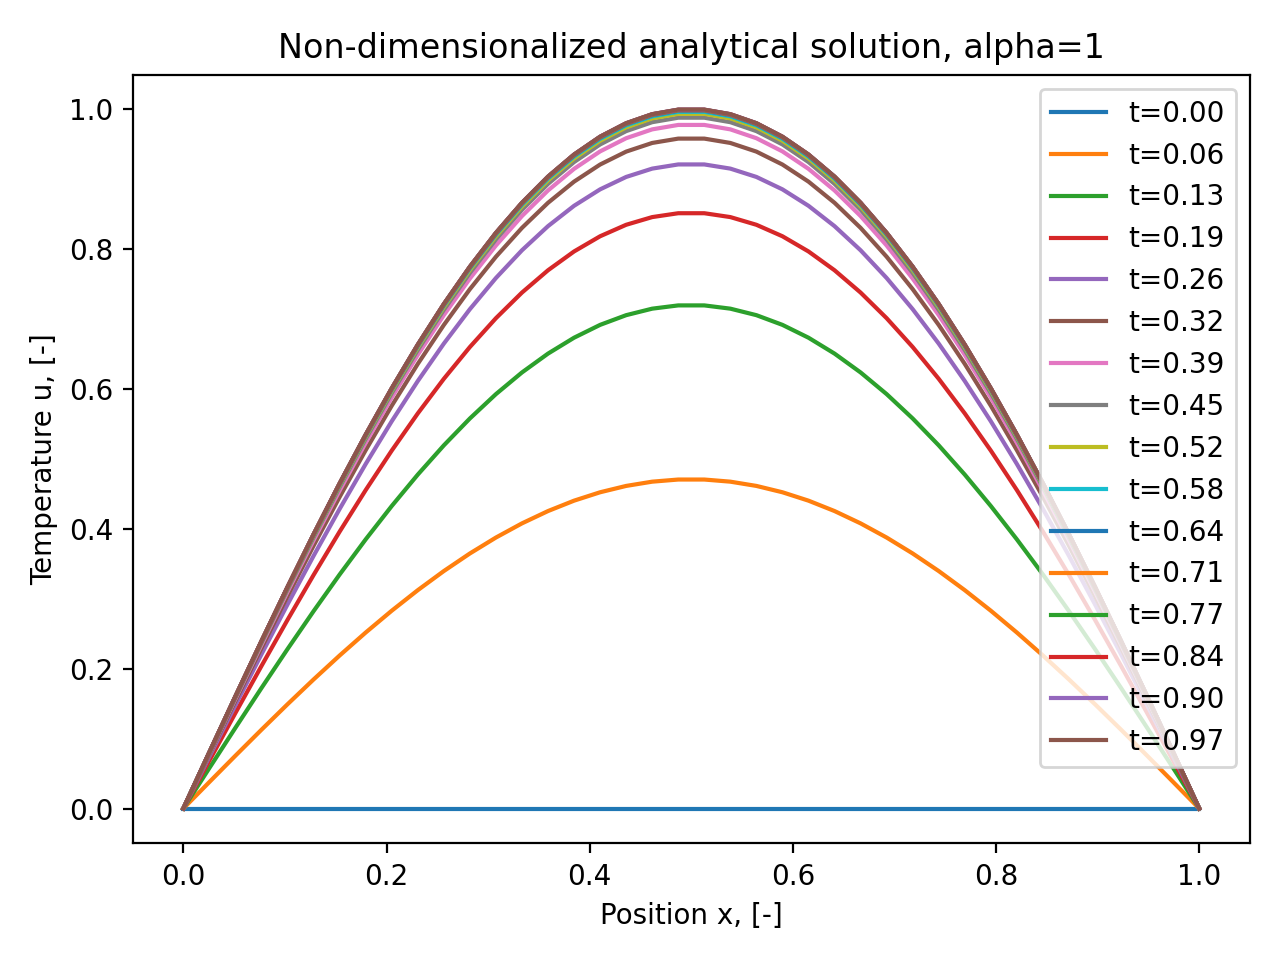 Non-dimensionalized analytical solution, alpha=1
1.0
0.8
0.6
0.4
0.2
0.0
Temperature u, [-]
t=0.00
t=0.06
t=0.13
t=0.19
t=0.26
t=0.32
t=0.39
t=0.45
t=0.52
t=0.58
t=0.64
t=0.71
t=0.77
t=0.84
t=0.90
t=0.97
0.0 0.2 0.4 0.6 0.8 1.0
Position x, [-]